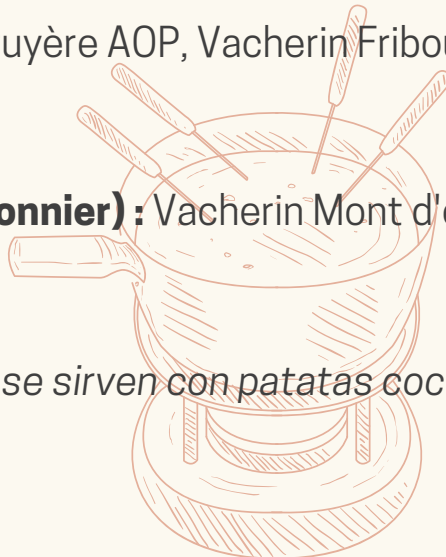 uyère AOP, Vacherin Fribou
onnier) : Vacherin Mont d'
se sirven con patatas coc